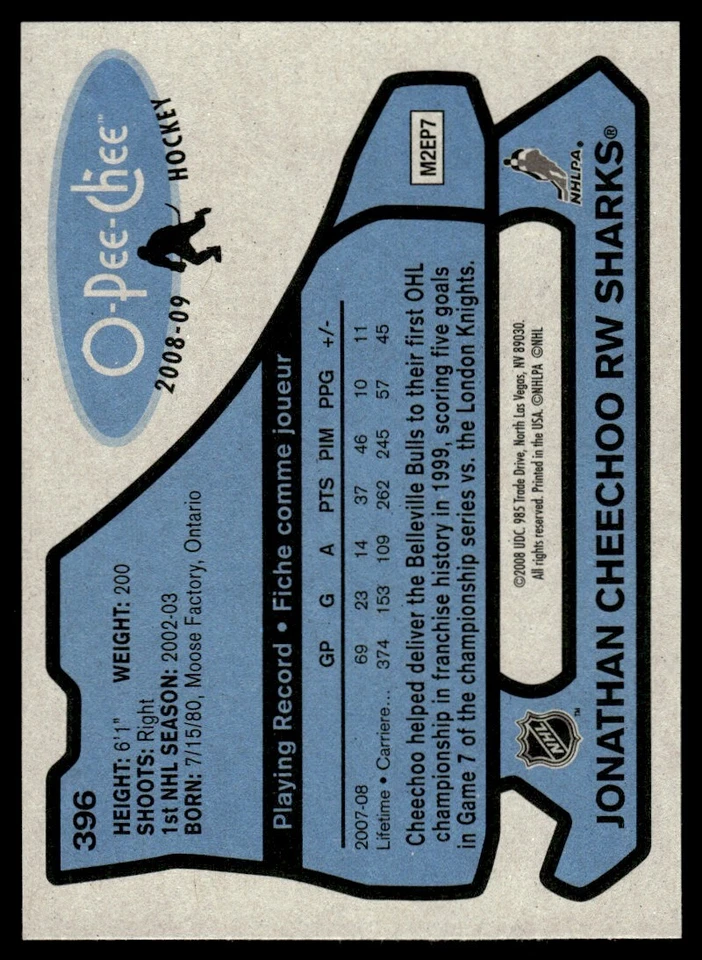 396
HEIGHT: 6'1" WEIGHT: 200
SHOOTS: Right
1st NHL SEASON: 2002-03
BORN: 7/15/80, Moose Factory, Ontario
O-Pee-Chee™
2008-09 HOCKEY
Playing Record • Fiche comme joueur
GP G A PTS PIM PPG +/-
2007-08 69 23 14 37 46 10 11
Lifetime • Carriere... 374 153 109 262 245 57 45
Cheechoo helped deliver the Belleville Bulls to their first OHL
championship in franchise history in 1999, scoring five goals
in Game 7 of the championship series vs. the London Knights.
M2EP7
NHL™
©2008 UDC. 985 Trade Drive, North Las Vegas, NV 89030.
All rights reserved. Printed in the USA. ©NHLPA ©NHL
NHLPA®
JONATHAN CHEECHOO RW SHARKS®